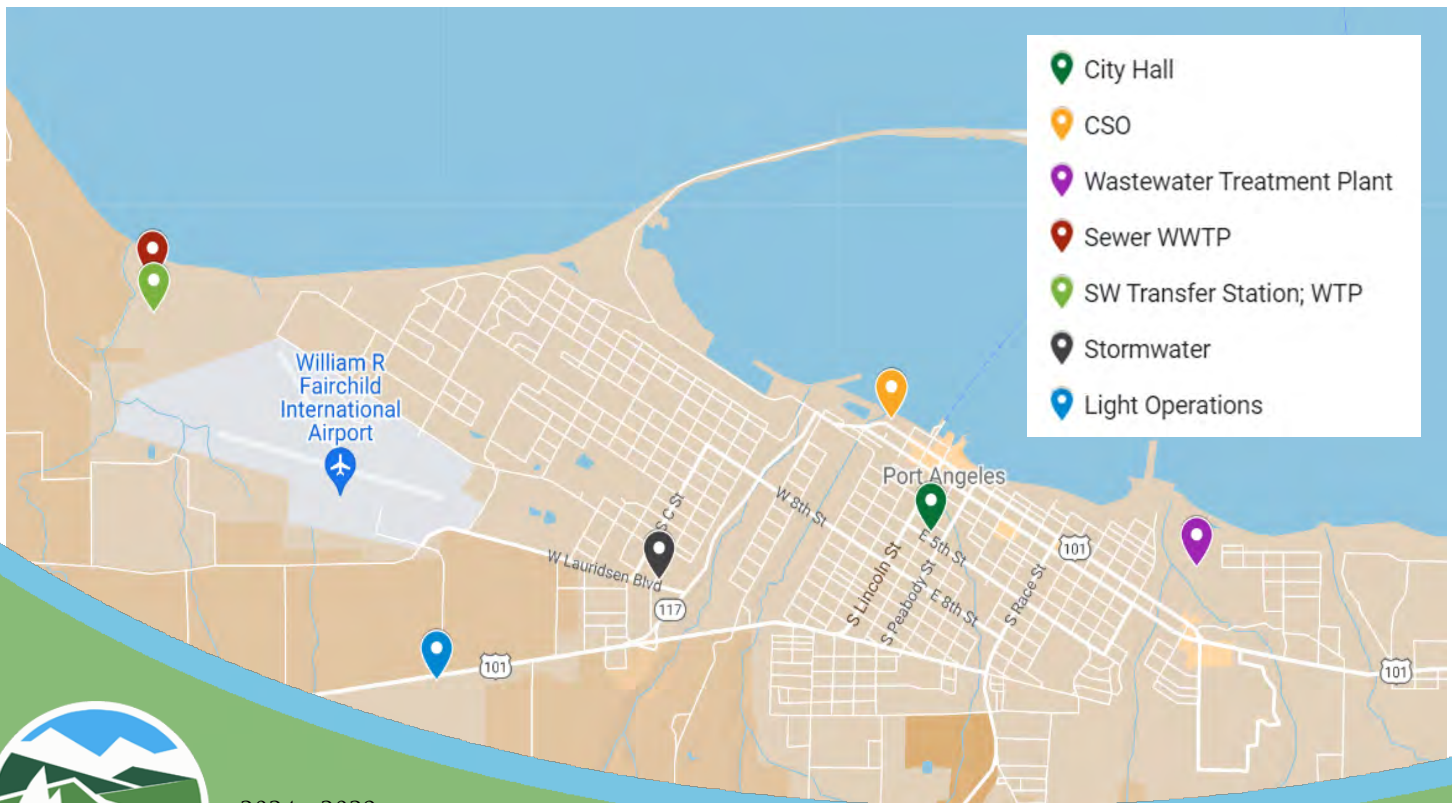 City Hall
CSO
Wastewater Treatment Plant
Sewer WWTP
SW Transfer Station; WTP
Stormwater
Light Operations
William R
Fairchild
International
Airport
Port Angeles
S C St
W 8th St
W Lauridsen Blvd
117
101
E 5th St
S Lincoln St
S Peabody St
E 8th St
S Race St
101
101